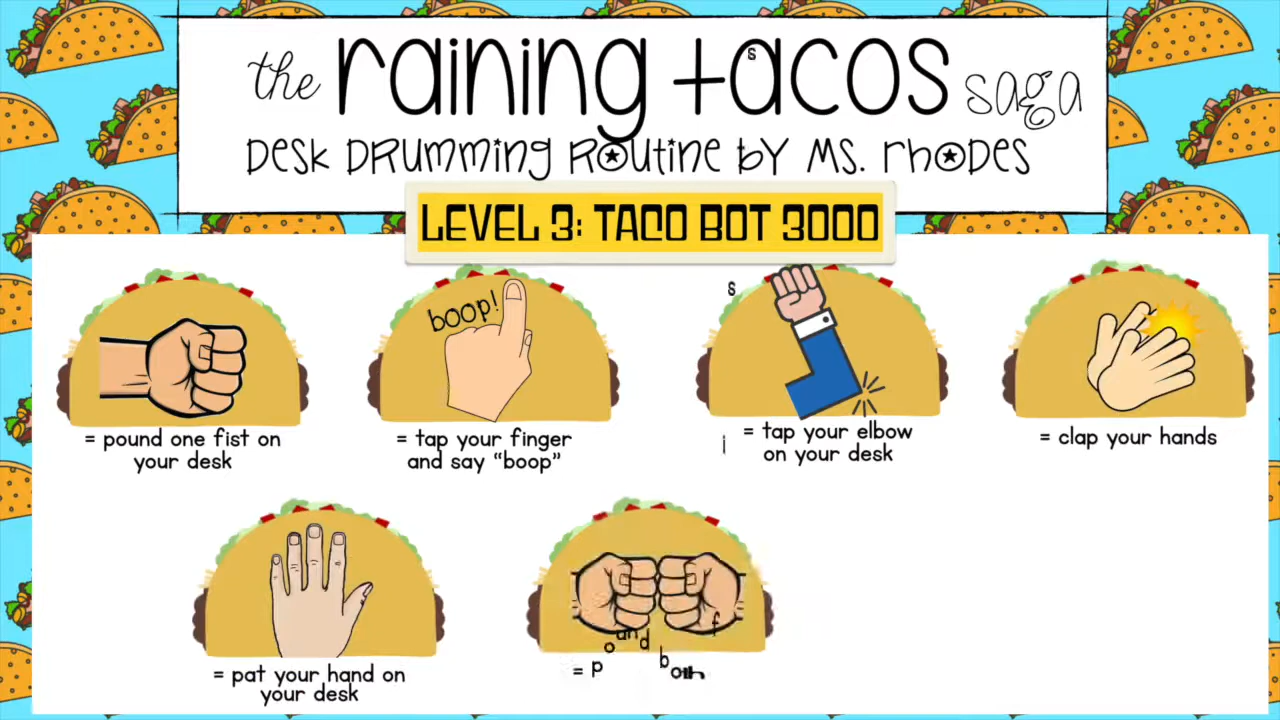 the raining tacos saga
Desk Drumming Routine by Ms. Rhodes
LEVEL 3: TACO BOT 3000
boop!
= pound one fist on
your desk
= tap your finger
and say “boop”
= tap your elbow
on your desk
= clap your hands
= pat your hand on
your desk
= pound both